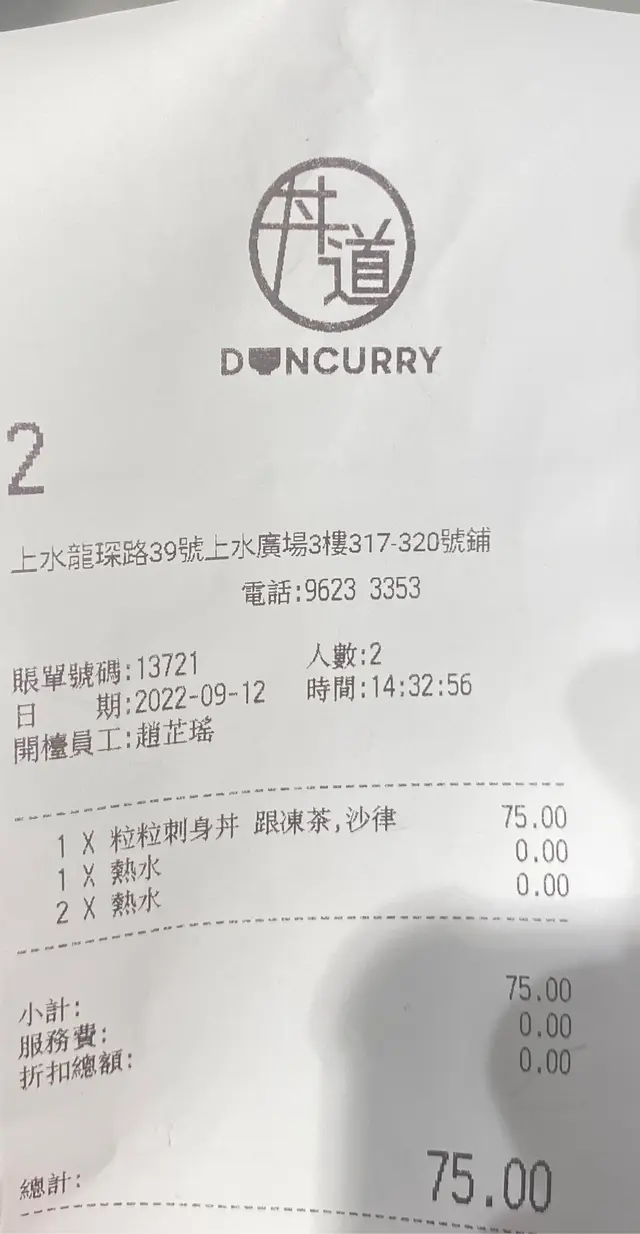 丼道
DONCURRY
2
上水龍琛路39號上水廣場3樓317-320號鋪
電話:9623 3353
賬單號碼:13721 人數:2
日 期:2022-09-12 時間:14:32:56
開檯員工:趙芷瑤
1 X 粒粒刺身丼 跟凍茶,沙律 75.00
1 X 熱水 0.00
2 X 熱水 0.00
小計: 75.00
服務費: 0.00
折扣總額: 0.00
總計: 75.00